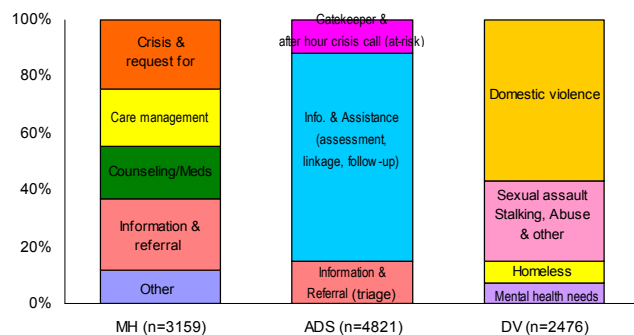 100%
80%
60%
40%
20%
0%
Crisis &
request for
Care management
Counseling/Meds
Information &
referral
Other
Gatekeeper &
after hour crisis call (at-risk)
Info. & Assistance
(assessment,
linkage, follow-up)
Information &
Referral (triage)
Domestic violence
Sexual assault
Stalking, Abuse
& other
Homeless
Mental health needs
MH (n=3159)
ADS (n=4821)
DV (n=2476)